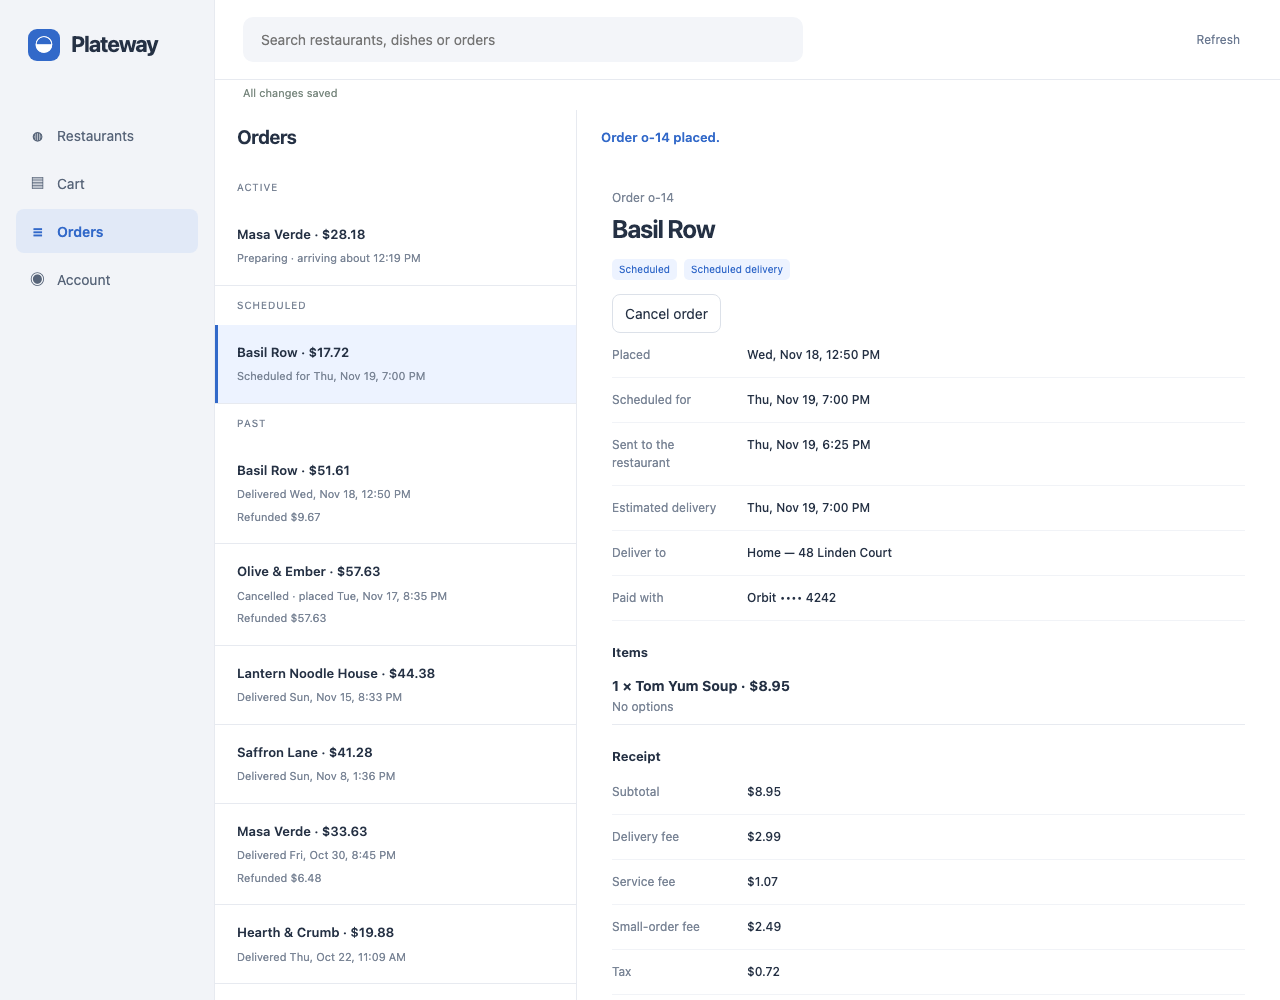 Plateway
Search restaurants, dishes or orders
Refresh
All changes saved
Restaurants
Cart
Orders
Account
Orders
ACTIVE
Masa Verde · $28.18
Preparing · arriving about 12:19 PM
SCHEDULED
Basil Row · $17.72
Scheduled for Thu, Nov 19, 7:00 PM
PAST
Basil Row · $51.61
Delivered Wed, Nov 18, 12:50 PM
Refunded $9.67
Olive & Ember · $57.63
Cancelled · placed Tue, Nov 17, 8:35 PM
Refunded $57.63
Lantern Noodle House · $44.38
Delivered Sun, Nov 15, 8:33 PM
Saffron Lane · $41.28
Delivered Sun, Nov 8, 1:36 PM
Masa Verde · $33.63
Delivered Fri, Oct 30, 8:45 PM
Refunded $6.48
Hearth & Crumb · $19.88
Delivered Thu, Oct 22, 11:09 AM
Order o-14 placed.
Order o-14
Basil Row
Scheduled Scheduled delivery
Cancel order
Placed Wed, Nov 18, 12:50 PM
Scheduled for Thu, Nov 19, 7:00 PM
Sent to the restaurant Thu, Nov 19, 6:25 PM
Estimated delivery Thu, Nov 19, 7:00 PM
Deliver to Home — 48 Linden Court
Paid with Orbit •••• 4242
Items
1 × Tom Yum Soup · $8.95
No options
Receipt
Subtotal $8.95
Delivery fee $2.99
Service fee $1.07
Small-order fee $2.49
Tax $0.72